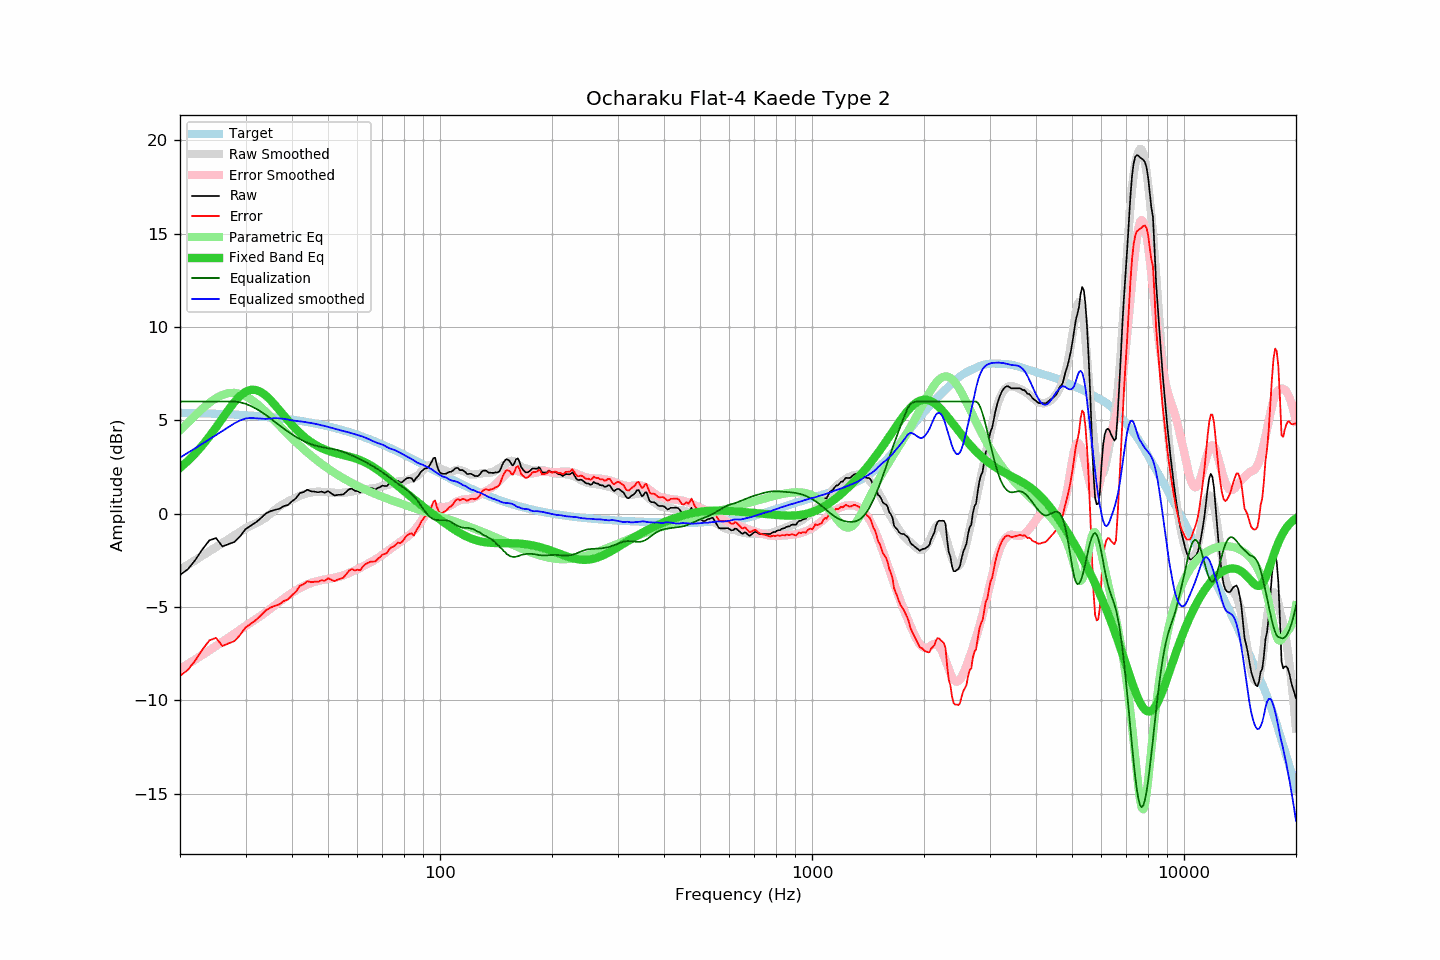 Ocharaku Flat-4 Kaede Type 2
Target
Raw Smoothed
Error Smoothed
Raw
Error
Parametric Eq
Fixed Band Eq
Equalization
Equalized smoothed
20
15
10
5
0
−5
−10
−15
Amplitude (dBr)
100
1000
10000
Frequency (Hz)